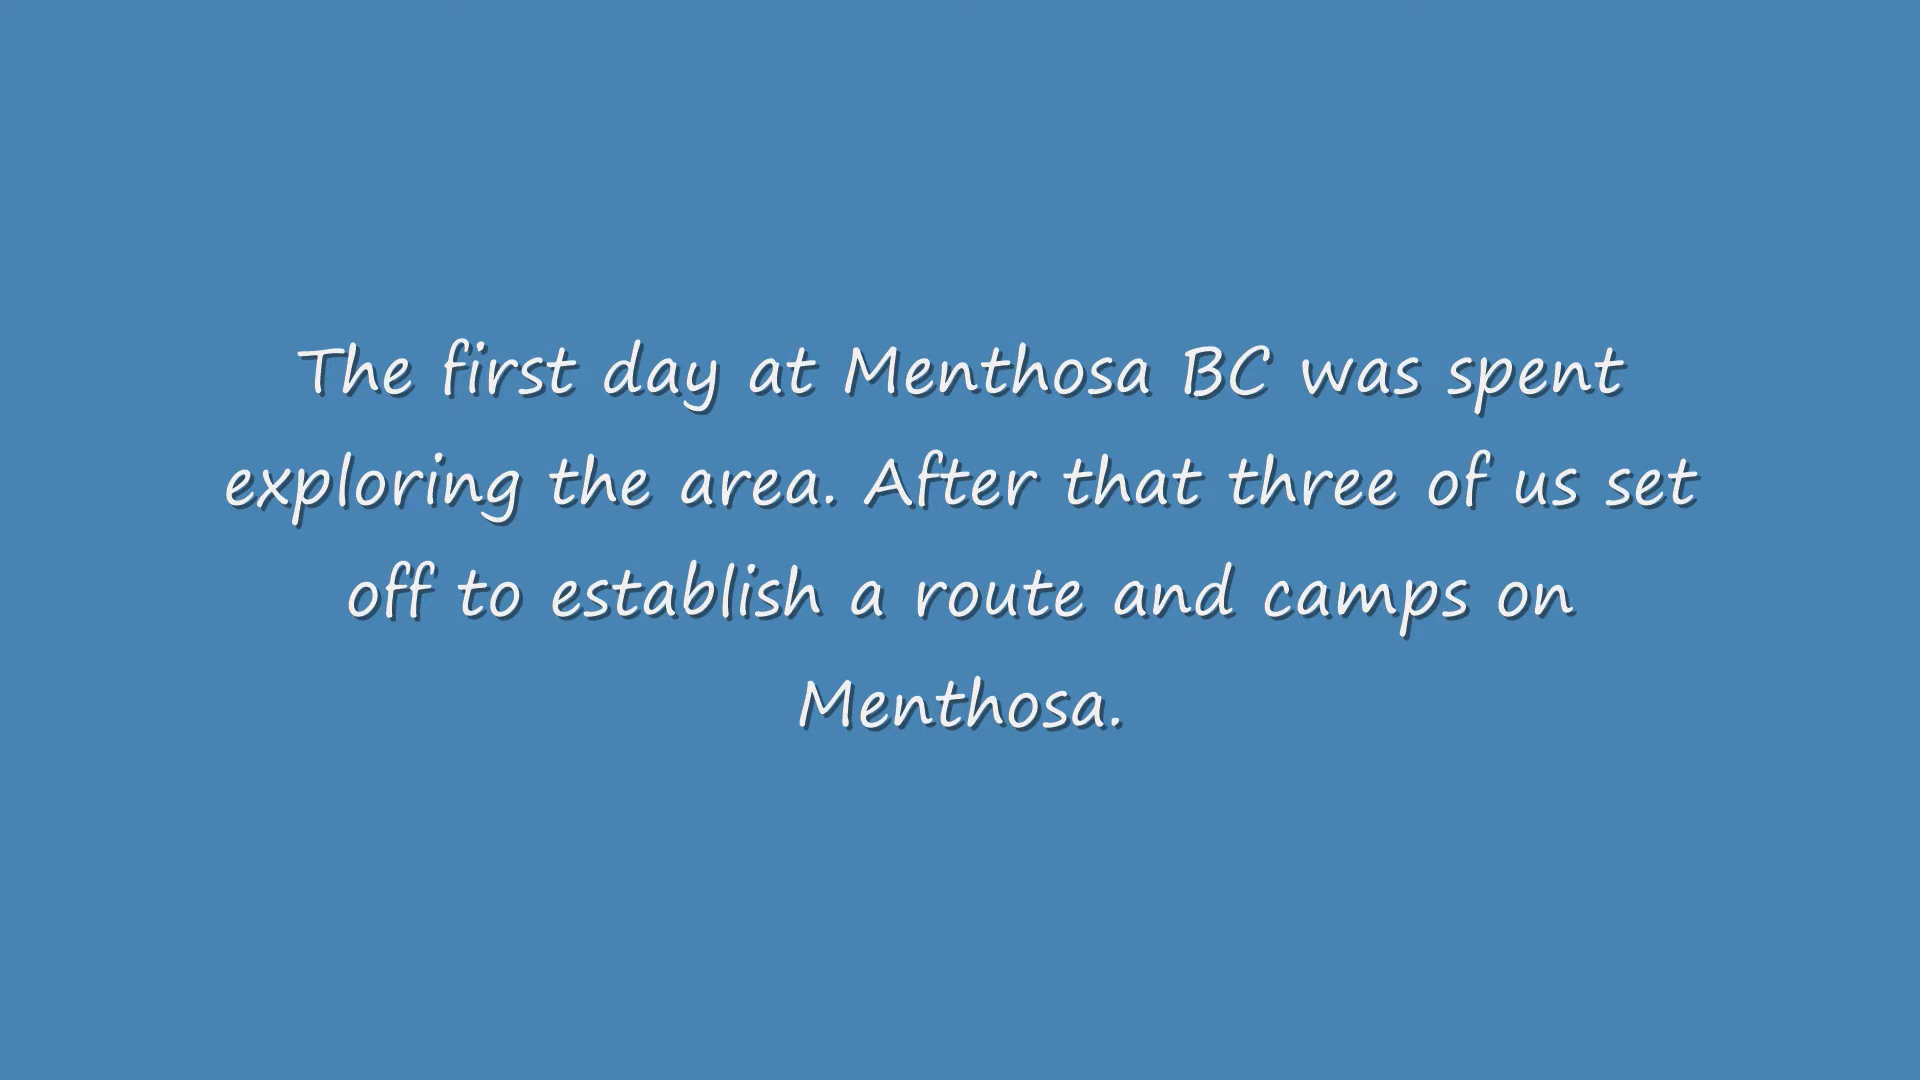 The first day at Menthosa BC was spent
exploring the area. After that three of us set
off to establish a route and camps on
Menthosa.